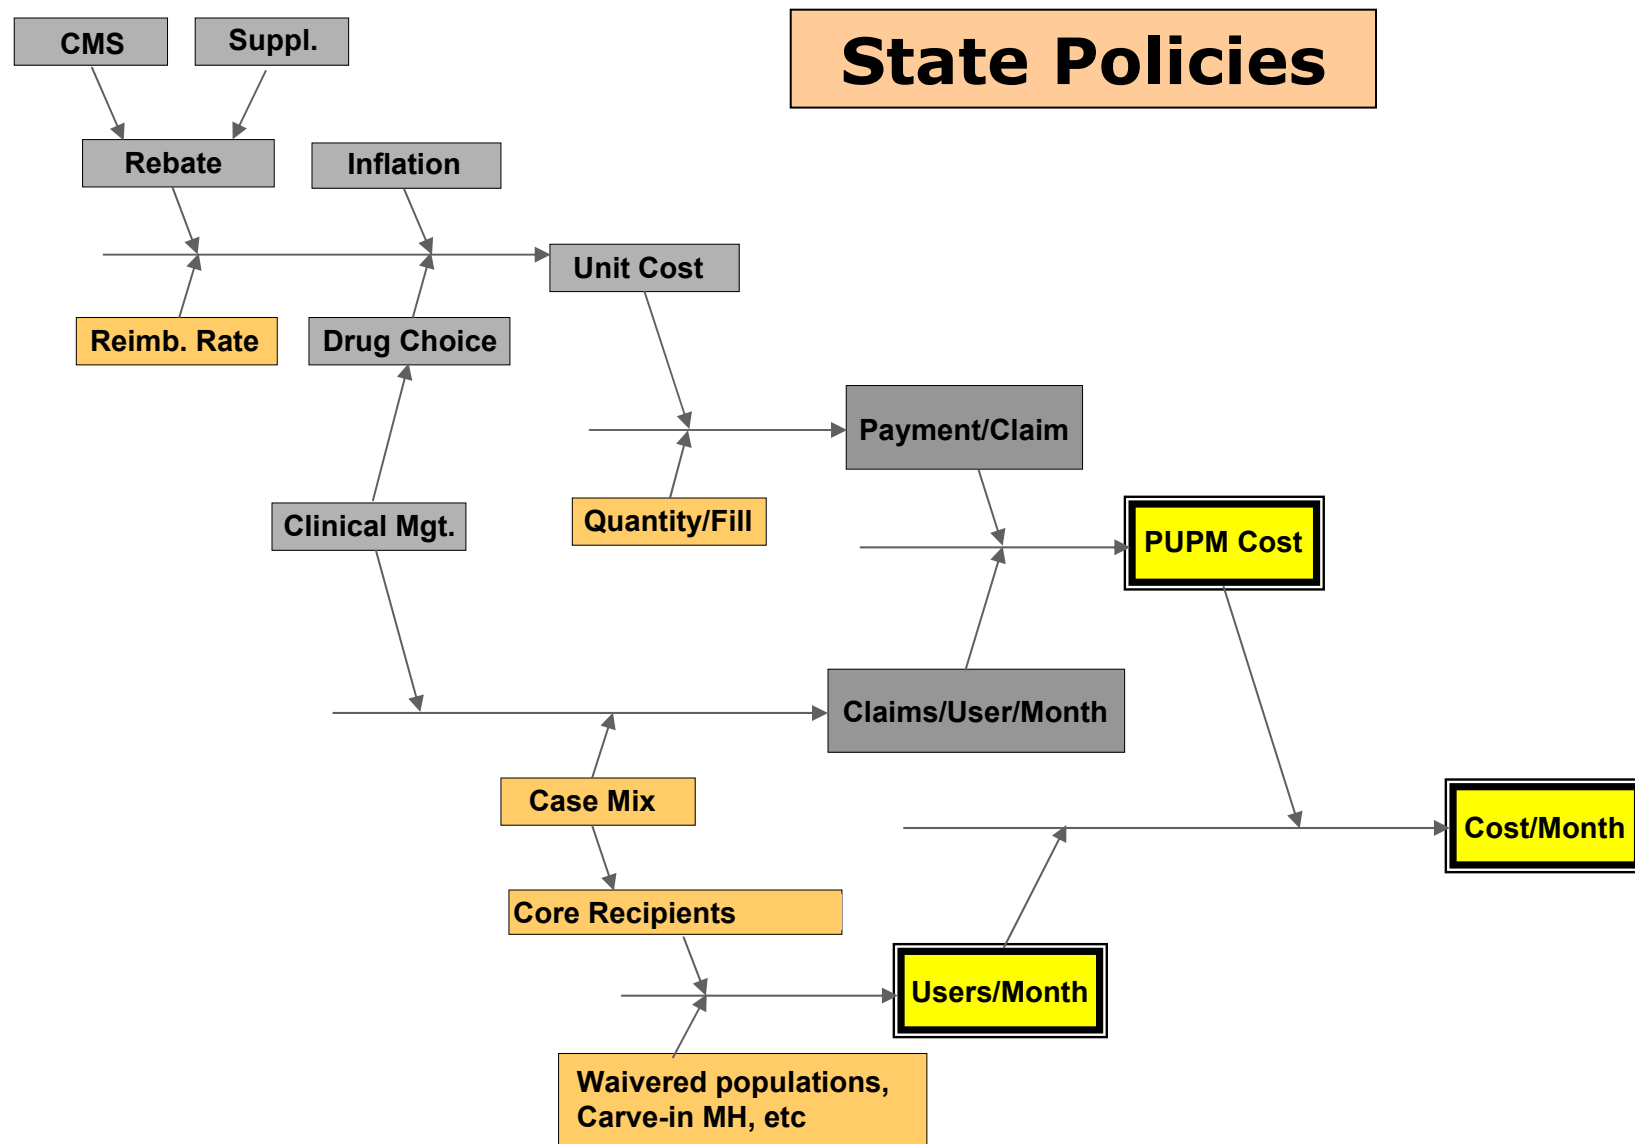 CMS
Suppl.
State Policies
Rebate
Inflation
Unit Cost
Reimb. Rate
Drug Choice
Payment/Claim
Clinical Mgt.
Quantity/Fill
PUPM Cost
Claims/User/Month
Case Mix
Cost/Month
Core Recipients
Users/Month
Waivered populations,
Carve-in MH, etc